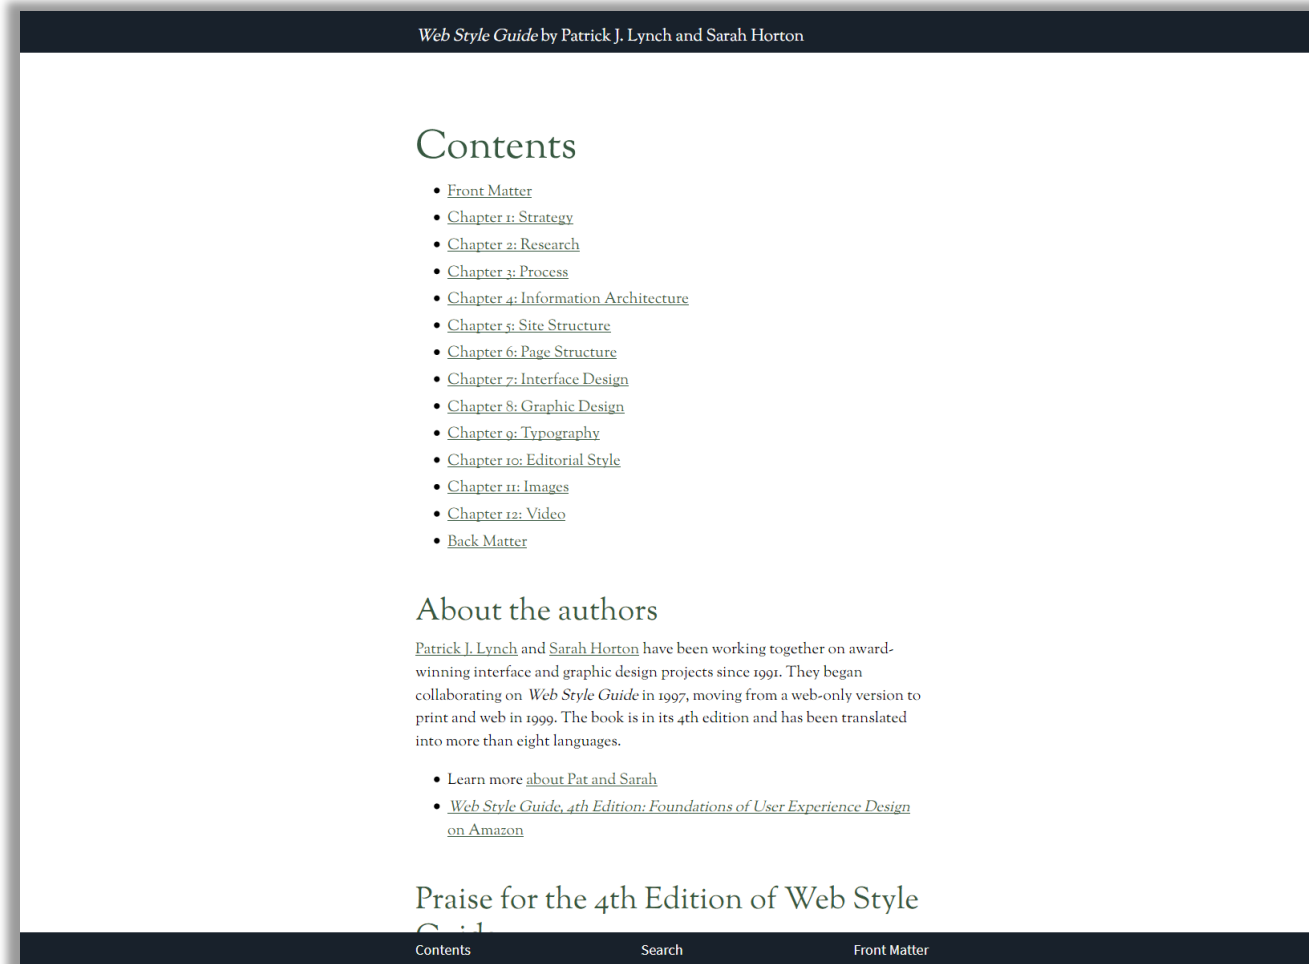 Web Style Guide by Patrick J. Lynch and Sarah Horton
Contents
Front Matter
Chapter 1: Strategy
Chapter 2: Research
Chapter 3: Process
Chapter 4: Information Architecture
Chapter 5: Site Structure
Chapter 6: Page Structure
Chapter 7: Interface Design
Chapter 8: Graphic Design
Chapter 9: Typography
Chapter 10: Editorial Style
Chapter 11: Images
Chapter 12: Video
Back Matter
About the authors
Patrick J. Lynch and Sarah Horton have been working together on award-
winning interface and graphic design projects since 1991. They began
collaborating on Web Style Guide in 1997, moving from a web-only version to
print and web in 1999. The book is in its 4th edition and has been translated
into more than eight languages.
Learn more about Pat and Sarah
Web Style Guide, 4th Edition: Foundations of User Experience Design
on Amazon
Praise for the 4th Edition of Web Style
Guide
Contents Search Front Matter